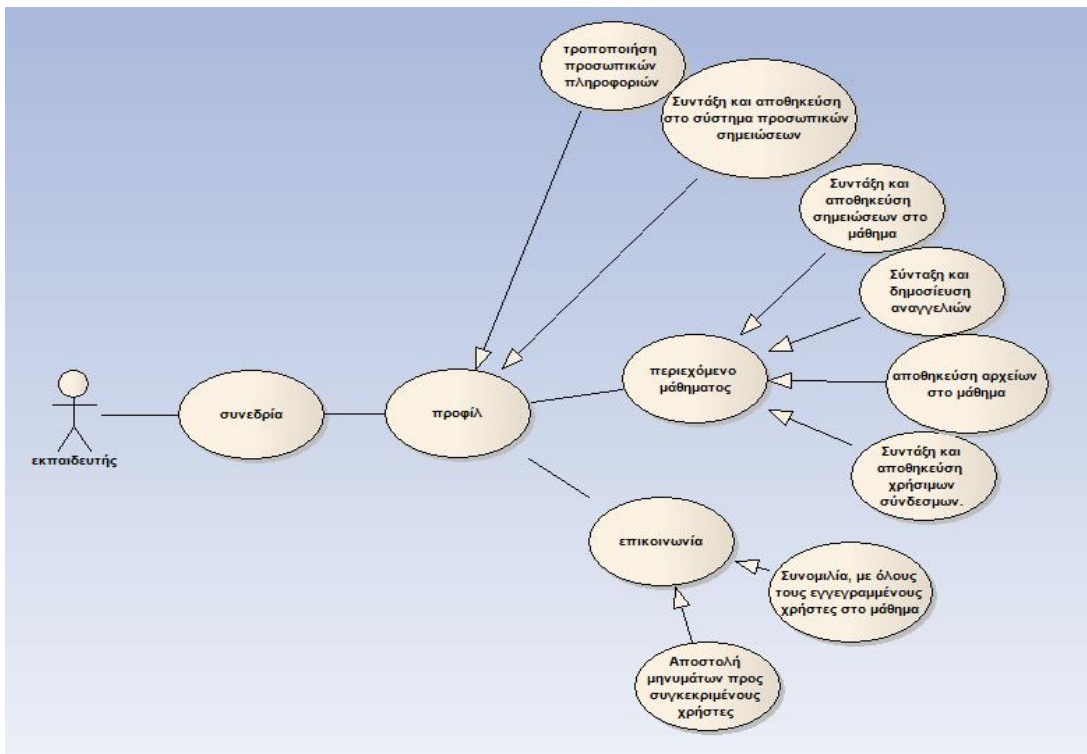 τροποποιήση
προσωπικών
πληροφοριών
Συντάξη και αποθηκεύση
στο σύστημα προσωπικών
σημειώσεων
Συντάξη και
αποθηκεύση
σημειώσεων στο
μάθημα
Σύνταξη και
δημοσίευση
αναγγελιών
αποθηκεύση αρχείων
στο μάθημα
Συντάξη και
αποθηκεύση
χρήσιμων
σύνδεσμων.
περιεχόμενο
μάθηματος
προφίλ
συνεδρία
εκπαιδευτής
επικοινωνία
Συνομιλία, με όλους
τους εγγεγραμμένους
χρήστες στο μάθημα
Αποστολή
μηνυμάτων προς
συγκεκριμένους
χρήστες